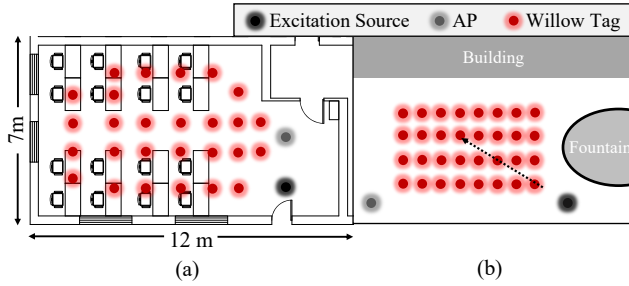 Excitation Source AP Willow Tag
Building
Fountain
7m
12 m
(a) (b)